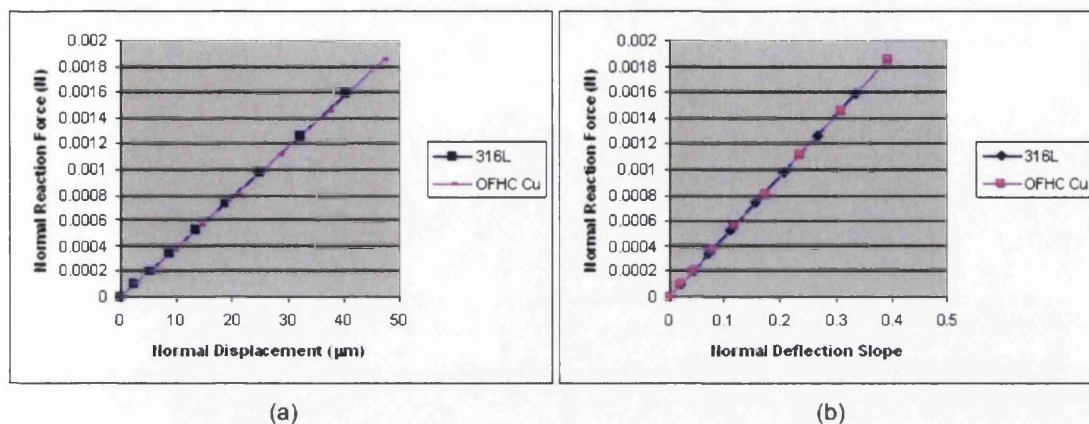 0.002
0.0018
0.0016
0.0014
0.0012
0.001
0.0008
0.0006
0.0004
0.0002
0
0 10 20 30 40 50
Normal Reaction Force (N)
Normal Displacement (µm)
316L
OFHC Cu
(a)
0.002
0.0018
0.0016
0.0014
0.0012
0.001
0.0008
0.0006
0.0004
0.0002
0
0 0.1 0.2 0.3 0.4 0.5
Normal Reaction Force (N)
Normal Deflection Slope
316L
OFHC Cu
(b)